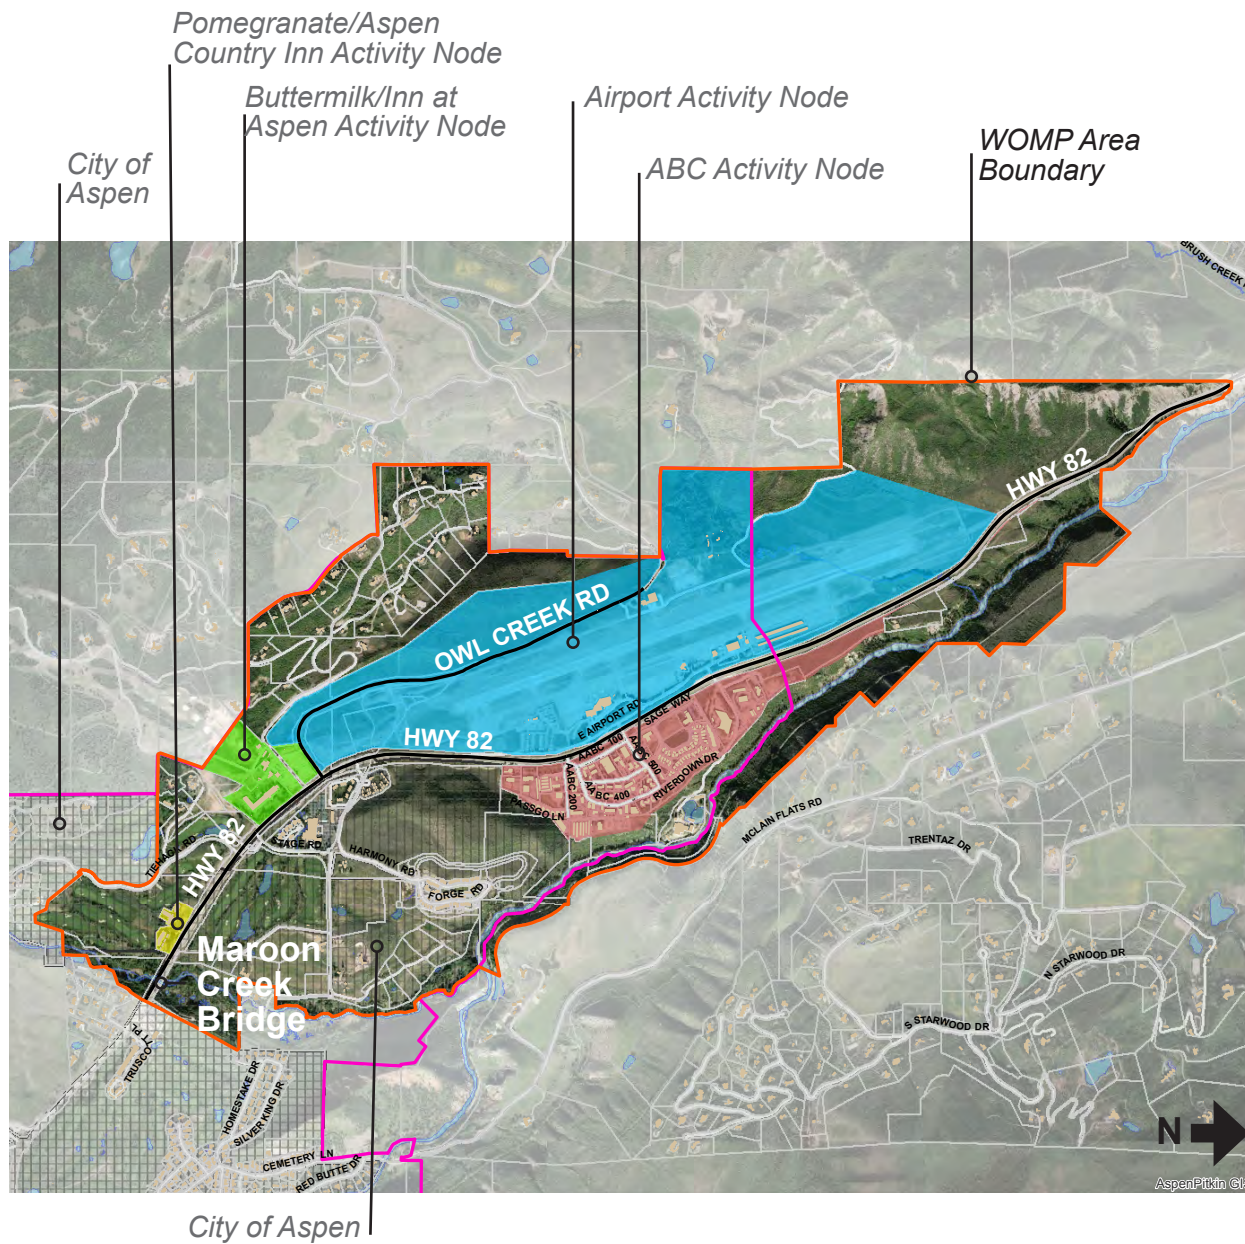 Pomegranate/Aspen
Country Inn Activity Node
Buttermilk/Inn at
Aspen Activity Node
Airport Activity Node
City of
Aspen
ABC Activity Node
WOMP Area
Boundary
BRUSH CREEK
HWY 82
OWL CREEK RD
E AIRPORT RD
SAGE WAY
HWY 82
AABC 100
AABC 500
AABC 200
AABC 400
RIVERDOWN DR
PASSGO LN
MCLAIN FLATS RD
TRENTAZ DR
TIEHACK RD
HWY 82
STAGE RD
HARMONY RD
FORGE RD
Maroon
Creek
Bridge
N STARWOOD DR
S STARWOOD DR
TRUSCOTT PL
HOMESTAKE DR
SILVER KING DR
CEMETERY LN
RED BUTTE DR
N
AspenPitkin GI
City of Aspen